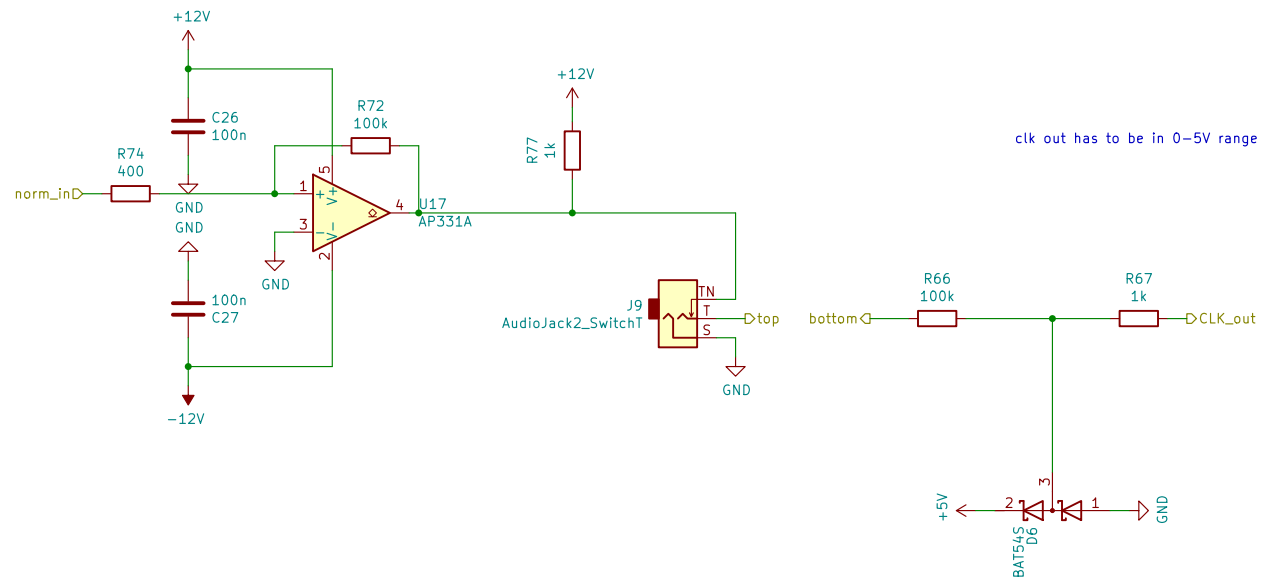 +12V
+12V
R72
100k
C26
100n
R77
1k
clk out has to be in 0-5V range
R74
400
5
norm_in
1
+
V+
GND
4
U17
AP331A
GND
3
-
V-
2
GND
R66
100k
R67
1k
TN
100n
C27
J9
AudioJack2_SwitchT
T
top
bottom
CLK_out
S
GND
-12V
3
+5V
2
1
GND
BAT54S
D6